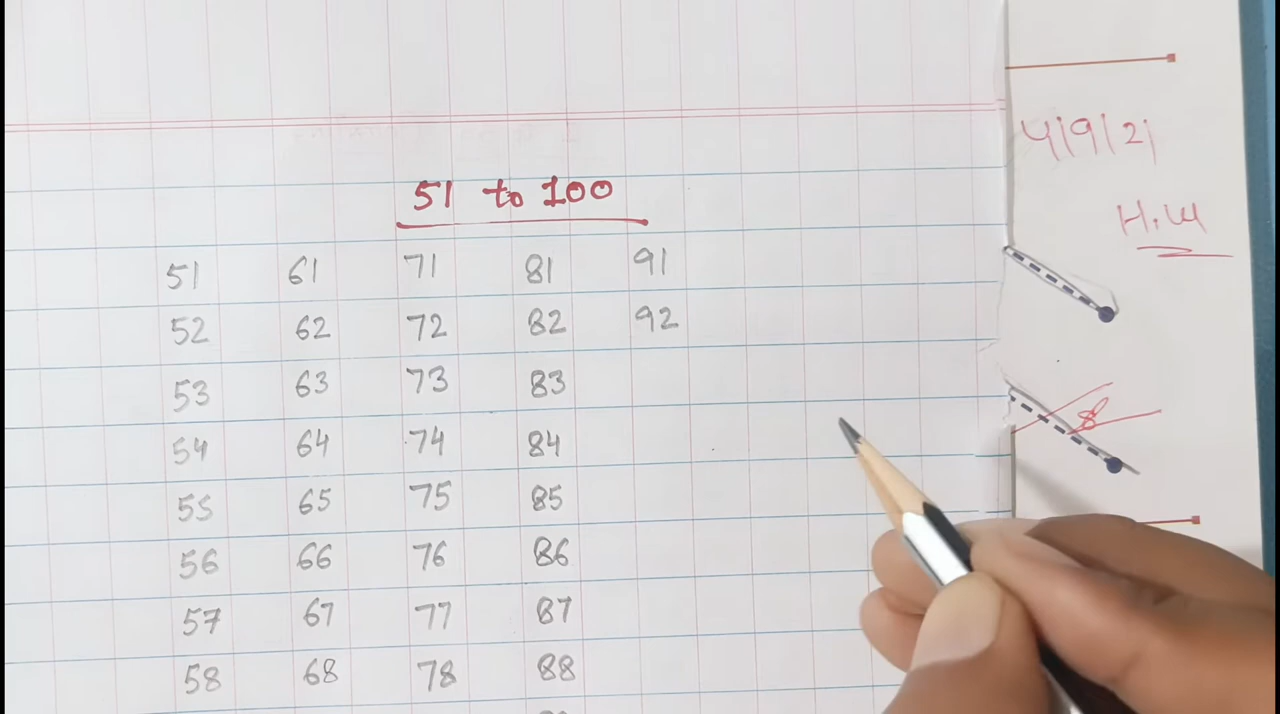 51 to 100
51 61 71 81 91
52 62 72 82 92
53 63 73 83
54 64 74 84
55 65 75 85
56 66 76 86
57 67 77 87
58 68 78 88
4/9/21
H.W
8